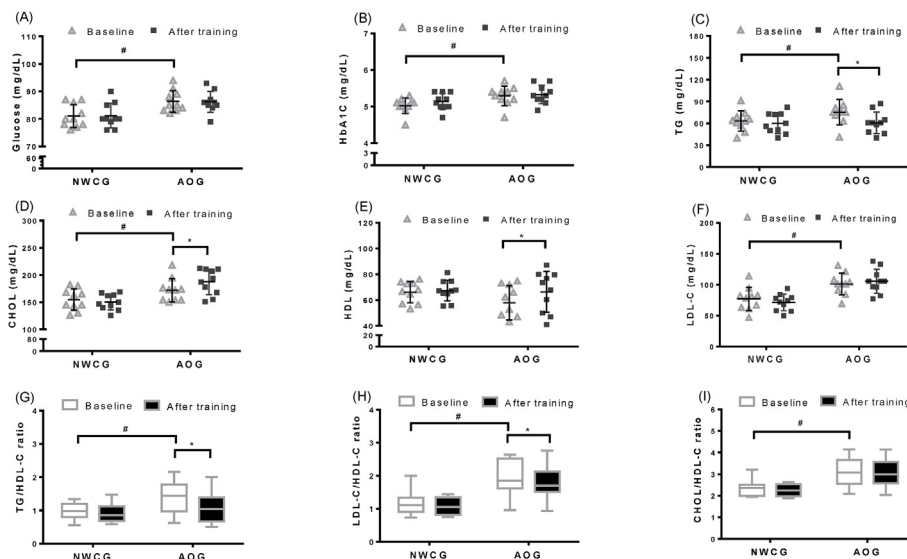 (A)
Baseline After training
#
Glucose (mg/dL)
110
100
90
80
70
60
0
NWCG AOG
(B)
Baseline After training
#
HbA1C (mg/dL)
7
6
5
4
3
0
NWCG AOG
(C)
Baseline After training
#
*
TG (mg/dL)
180
150
120
90
60
30
0
NWCG AOG
(D)
Baseline After training
#
*
CHOL (mg/dL)
300
250
200
150
100
80
0
NWCG AOG
(E)
Baseline After training
*
HDL (mg/dL)
120
100
80
60
40
30
0
NWCG AOG
(F)
Baseline After training
#
LDL-C (mg/dL)
200
150
100
50
0
NWCG AOG
(G)
Baseline After training
#
*
TG/HDL-C ratio
4
3
2
1
0
NWCG AOG
(H)
Baseline After training
#
*
LDL-C/HDL-C ratio
4
3
2
1
0
NWCG AOG
(I)
Baseline After training
#
CHOL/HDL-C ratio
6
5
4
3
2
1
0
NWCG AOG